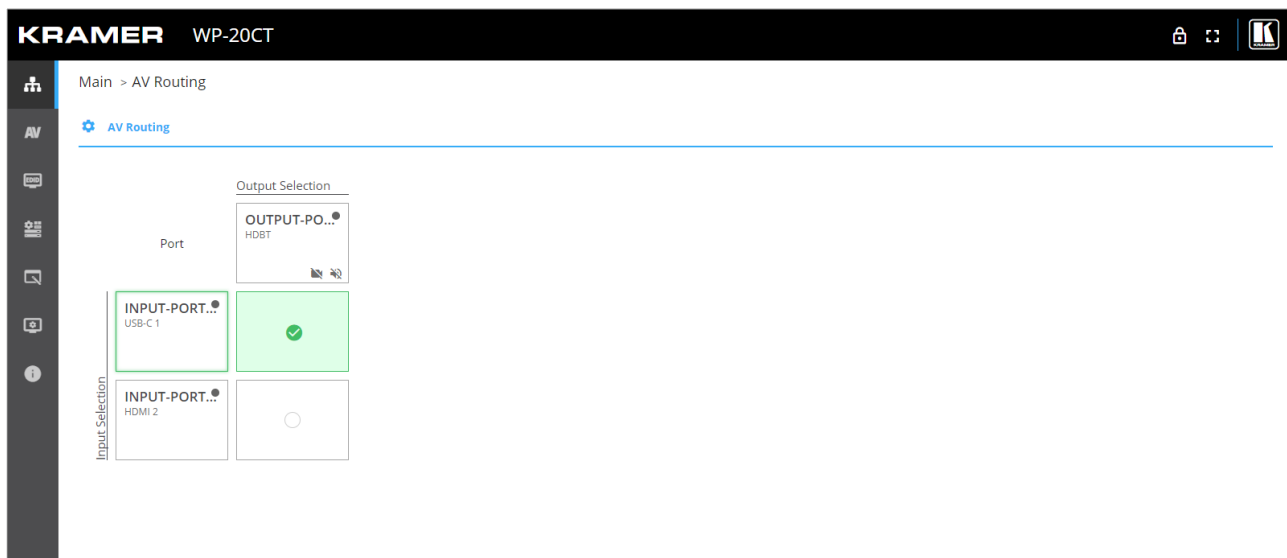 KRAMER WP-20CT
KRAMER
Main > AV Routing
AV
AV Routing
EDID
Output Selection
OUTPUT-PO...
HDBT
Port
INPUT-PORT...
USB-C 1
Input Selection
INPUT-PORT...
HDMI 2